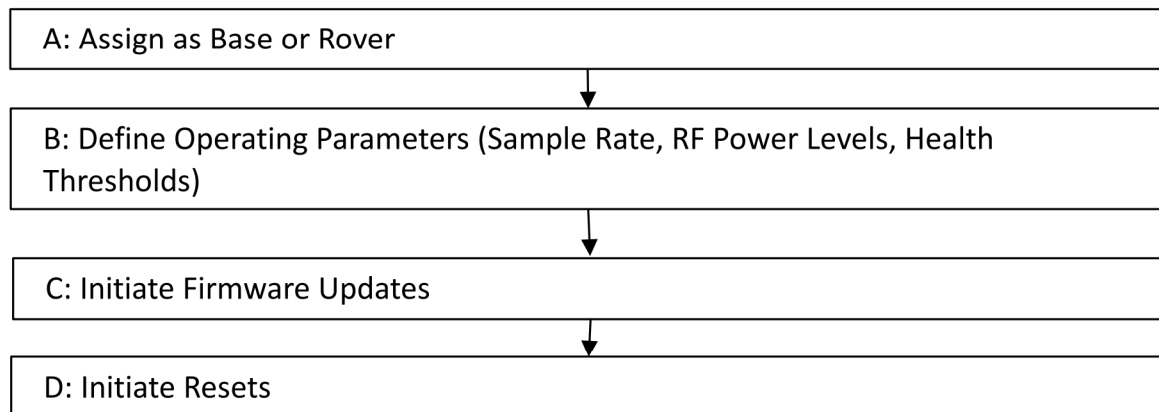 A: Assign as Base or Rover
B: Define Operating Parameters (Sample Rate, RF Power Levels, Health
Thresholds)
C: Initiate Firmware Updates
D: Initiate Resets